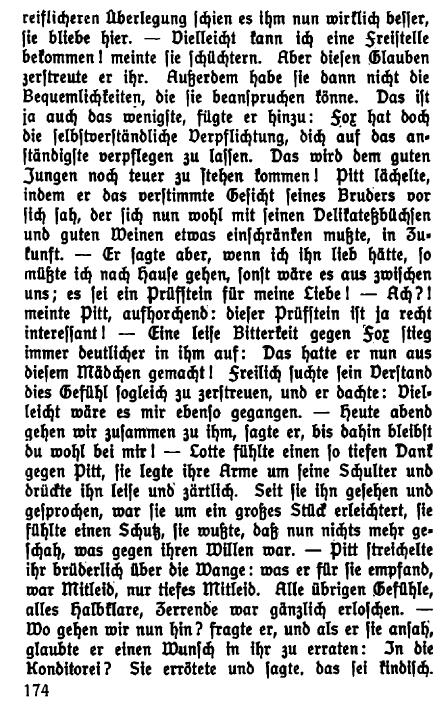 reiflicheren Überlegung schien es ihm nun wirklich besser,
sie bliebe hier. — Vielleicht kann ich eine Freistelle
bekommen! meinte sie schüchtern. Aber diesen Glauben
zerstreute er ihr. Außerdem habe sie dann nicht die
Bequemlichkeiten, die sie beanspruchen könne. Das ist
ja auch das wenigste, fügte er hinzu: Fox hat doch
die selbstverständliche Verpflichtung, dich auf das an-
ständigste verpflegen zu lassen. Das wird dem guten
Jungen noch teuer zu stehen kommen! Pitt lächelte,
indem er das verstimmte Gesicht seines Bruders vor
sich sah, der sich nun wohl mit seinen Delikateßbüchsen
und guten Weinen etwas einschränken mußte, in Zu-
kunft. — Er sagte aber, wenn ich ihn lieb hätte, so
müßte ich nach Hause gehen, sonst wäre es aus zwischen
uns; es sei ein Prüfstein für meine Liebe! — Ach?!
meinte Pitt, aufhorchend: dieser Prüfstein ist ja recht
interessant! — Eine leise Bitterkeit gegen Fox stieg
immer deutlicher in ihm auf: Das hatte er nun aus
diesem Mädchen gemacht! Freilich suchte sein Verstand
dies Gefühl sogleich zu zerstreuen, und er dachte: Viel-
leicht wäre es mir ebenso gegangen. — Heute abend
gehen wir zusammen zu ihm, sagte er, bis dahin bleibst
du wohl bei mir! — Lotte fühlte einen so tiefen Dank
gegen Pitt, sie legte ihre Arme um seine Schulter und
drückte ihn leise und zärtlich. Seit sie ihn gesehen und
gesprochen, war sie um ein großes Stück erleichtert, sie
fühlte einen Schutz, sie wußte, daß nun nichts mehr ge-
schah, was gegen ihren Willen war. — Pitt streichelte
ihr brüderlich über die Wange: was er für sie empfand,
war Mitleid, nur tiefes Mitleid. Alle übrigen Gefühle,
alles Halbklare, Zerrende war gänzlich erloschen. —
Wo gehen wir nun hin? fragte er, und als er sie ansah,
glaubte er einen Wunsch in ihr zu erraten: In die
Konditorei? Sie errötete und sagte, das sei kindisch.
174